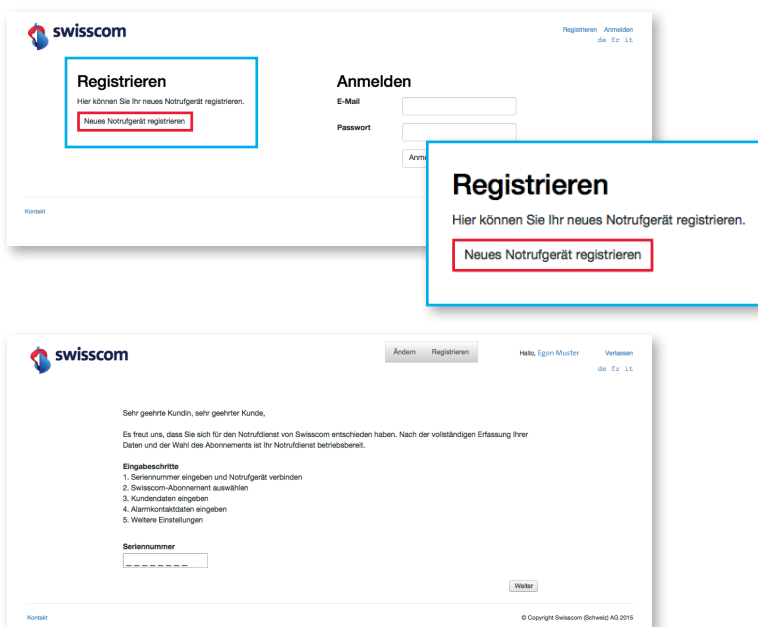 swisscom
Registrieren Anmelden
de fr it
Registrieren
Hier können Sie Ihr neues Notrufgerät registrieren.
Neues Notrufgerät registrieren
Anmelden
E-Mail
Passwort
Anme
Kontakt
Registrieren
Hier können Sie Ihr neues Notrufgerät registrieren.
Neues Notrufgerät registrieren
swisscom
Ändern Registrieren
Hallo, Egon Muster
Verlassen
de fr it
Sehr geehrte Kundin, sehr geehrter Kunde,
Es freut uns, dass Sie sich für den Notrufdienst von Swisscom entschieden haben. Nach der vollständigen Erfassung Ihrer
Daten und der Wahl des Abonnements ist Ihr Notrufdienst betriebsbereit.
Eingabeschritte
1. Seriennummer eingeben und Notrufgerät verbinden
2. Swisscom-Abonnement auswählen
3. Kundendaten eingeben
4. Alarmkontaktdaten eingeben
5. Weitere Einstellungen
Seriennummer
_ _ _ _ _ _ _ _
Weiter
Kontakt
© Copyright Swisscom (Schweiz) AG 2015